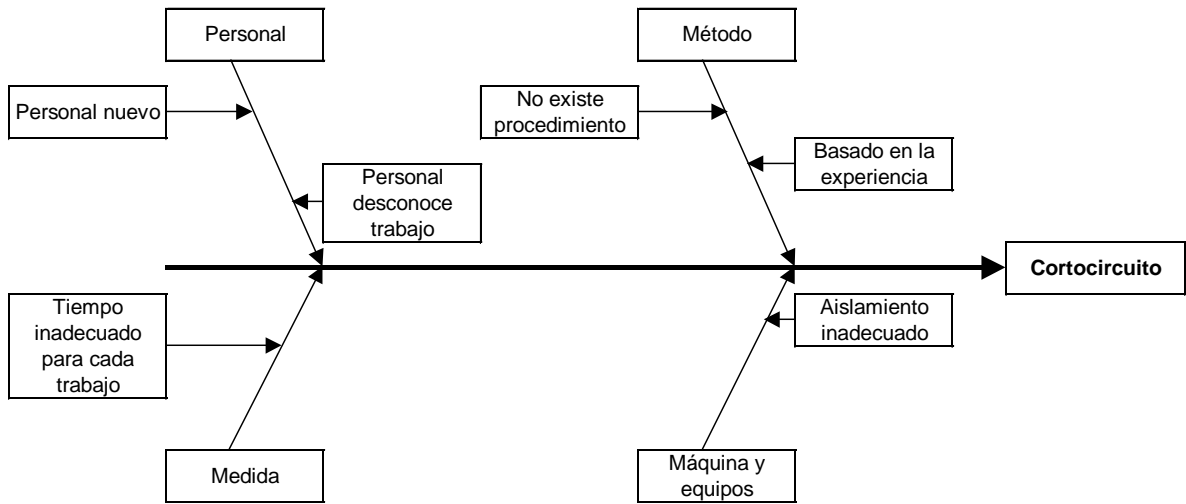 Personal
Método
Personal nuevo
No existe
procedimiento
Basado en la
experiencia
Personal
desconoce
trabajo
Cortocircuito
Tiempo
inadecuado
para cada
trabajo
Aislamiento
inadecuado
Medida
Máquina y
equipos